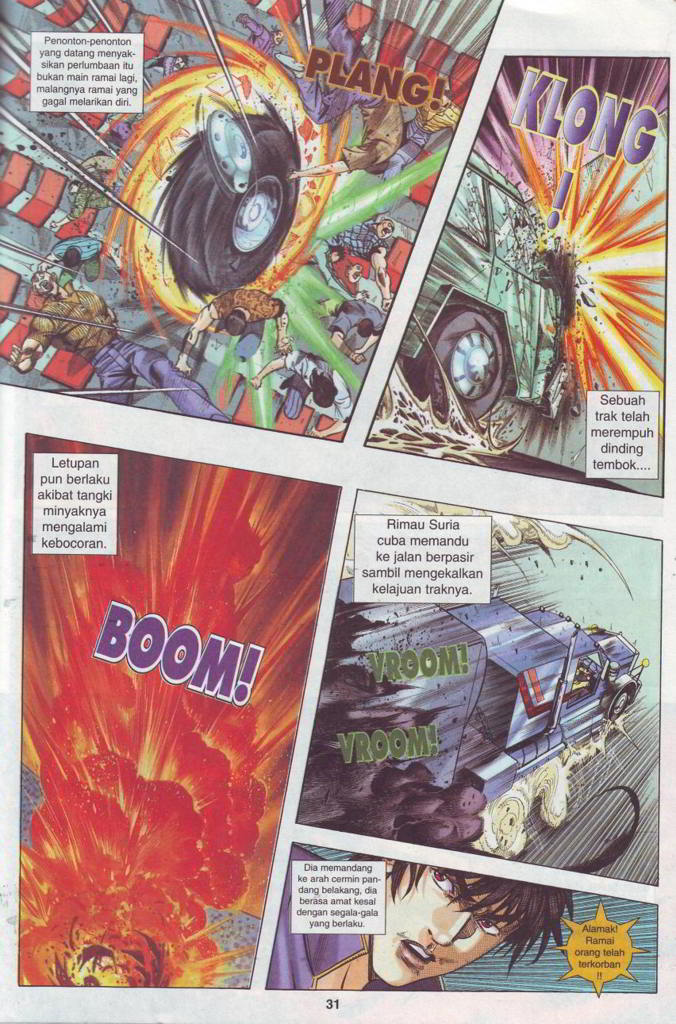 Penonton-penonton
yang datang menyak-
sikan perlumbaan itu
bukan main ramai lagi,
malangnya ramai yang
gagal melarikan diri.
PLANG!
KLONG
!
Sebuah
trak telah
merempuh
dinding
tembok....
Letupan
pun berlaku
akibat tangki
minyaknya
mengalami
kebocoran.
BOOM!
Rimau Suria
cuba memandu
ke jalan berpasir
sambil mengekalkan
kelajuan traknya.
VROOM!
VROOM!
Dia memandang
ke arah cermin pan-
dang belakang, dia
berasa amat kesal
dengan segala-gala
yang berlaku.
Alamak!
Ramai
orang telah
terkorban
!!
31